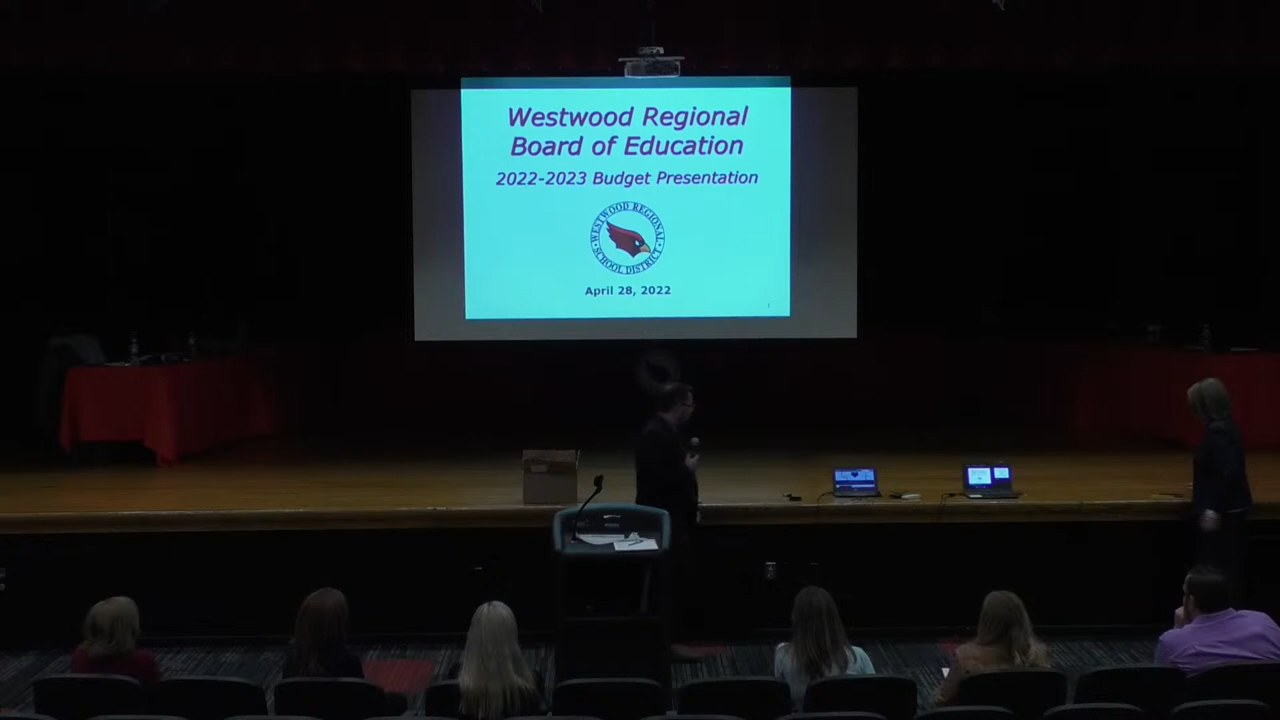 Westwood Regional
Board of Education
2022-2023 Budget Presentation
WESTWOOD REGIONAL
SCHOOL DISTRICT
April 28, 2022